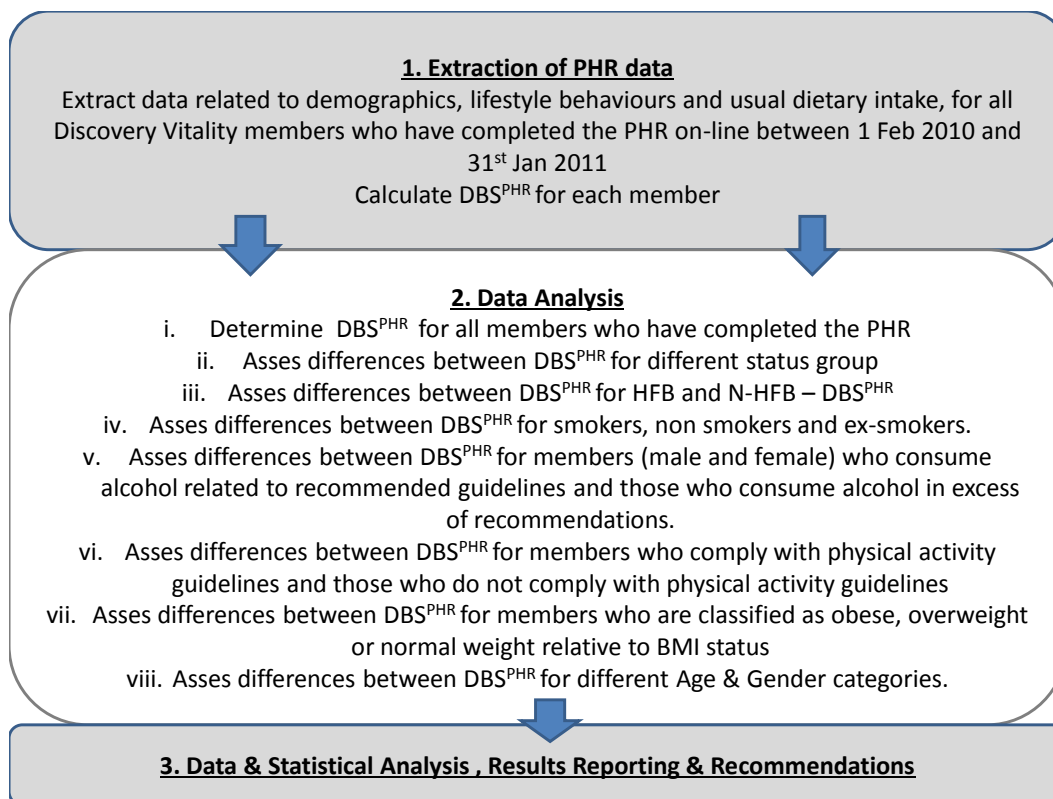 1. Extraction of PHR data
Extract data related to demographics, lifestyle behaviours and usual dietary intake, for all
Discovery Vitality members who have completed the PHR on-line between 1 Feb 2010 and
31st Jan 2011
Calculate DBSPHR for each member
2. Data Analysis
i. Determine DBSPHR for all members who have completed the PHR
ii. Asses differences between DBSPHR for different status group
iii. Asses differences between DBSPHR for HFB and N-HFB – DBSPHR
iv. Asses differences between DBSPHR for smokers, non smokers and ex-smokers.
v. Asses differences between DBSPHR for members (male and female) who consume
alcohol related to recommended guidelines and those who consume alcohol in excess
of recommendations.
vi. Asses differences between DBSPHR for members who comply with physical activity
guidelines and those who do not comply with physical activity guidelines
vii. Asses differences between DBSPHR for members who are classified as obese, overweight
or normal weight relative to BMI status
viii. Asses differences between DBSPHR for different Age & Gender categories.
3. Data & Statistical Analysis , Results Reporting & Recommendations